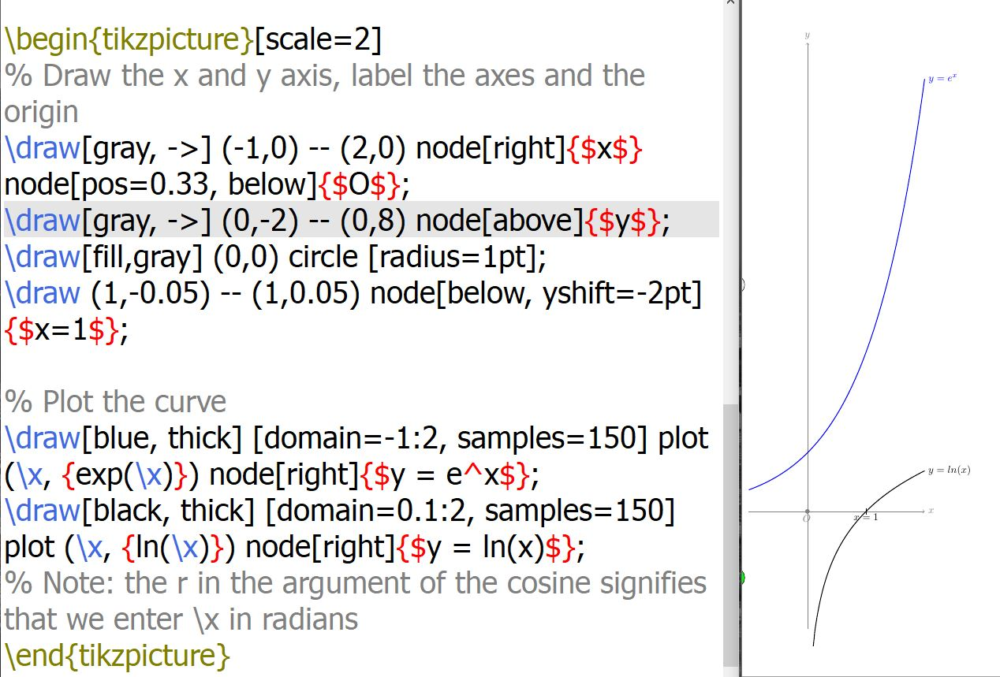 \begin{tikzpicture}[scale=2]
% Draw the x and y axis, label the axes and the
origin
\draw[gray, ->] (-1,0) -- (2,0) node[right]{$x$}
node[pos=0.33, below]{$O$};
\draw[gray, ->] (0,-2) -- (0,8) node[above]{$y$};
\draw[fill,gray] (0,0) circle [radius=1pt];
\draw (1,-0.05) -- (1,0.05) node[below, yshift=-2pt]
{$x=1$};
% Plot the curve
\draw[blue, thick] [domain=-1:2, samples=150] plot
(\x, {exp(\x)}) node[right]{$y = e^x$};
\draw[black, thick] [domain=0.1:2, samples=150]
plot (\x, {ln(\x)}) node[right]{$y = ln(x)$};
% Note: the r in the argument of the cosine signifies
that we enter \x in radians
\end{tikzpicture}
y
y = e^x
y = ln(x)
x
O
x = 1